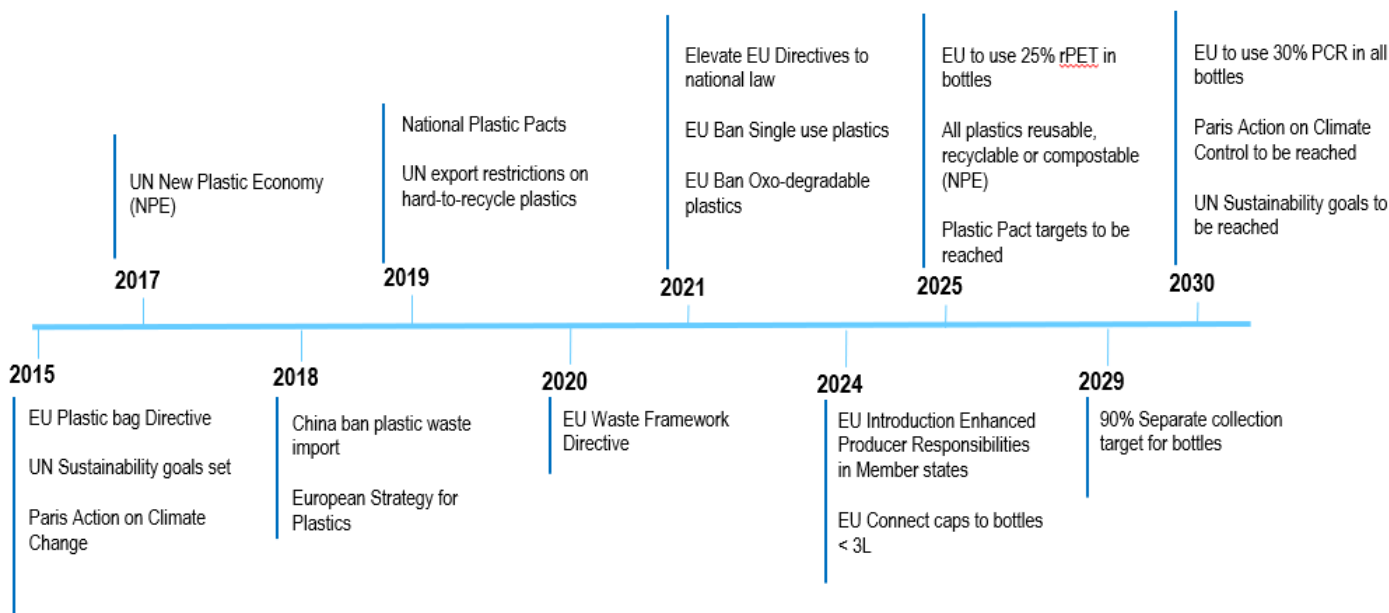 UN New Plastic Economy
(NPE)
2017
National Plastic Pacts
UN export restrictions on
hard-to-recycle plastics
2019
Elevate EU Directives to
national law
EU Ban Single use plastics
EU Ban Oxo-degradable
plastics
2021
EU to use 25% rPET in
bottles
All plastics reusable,
recyclable or compostable
(NPE)
Plastic Pact targets to be
reached
2025
EU to use 30% PCR in all
bottles
Paris Action on Climate
Control to be reached
UN Sustainability goals to
be reached
2030
2015
EU Plastic bag Directive
UN Sustainability goals set
Paris Action on Climate
Change
2018
China ban plastic waste
import
European Strategy for
Plastics
2020
EU Waste Framework
Directive
2024
EU Introduction Enhanced
Producer Responsibilities
in Member states
EU Connect caps to bottles
< 3L
2029
90% Separate collection
target for bottles